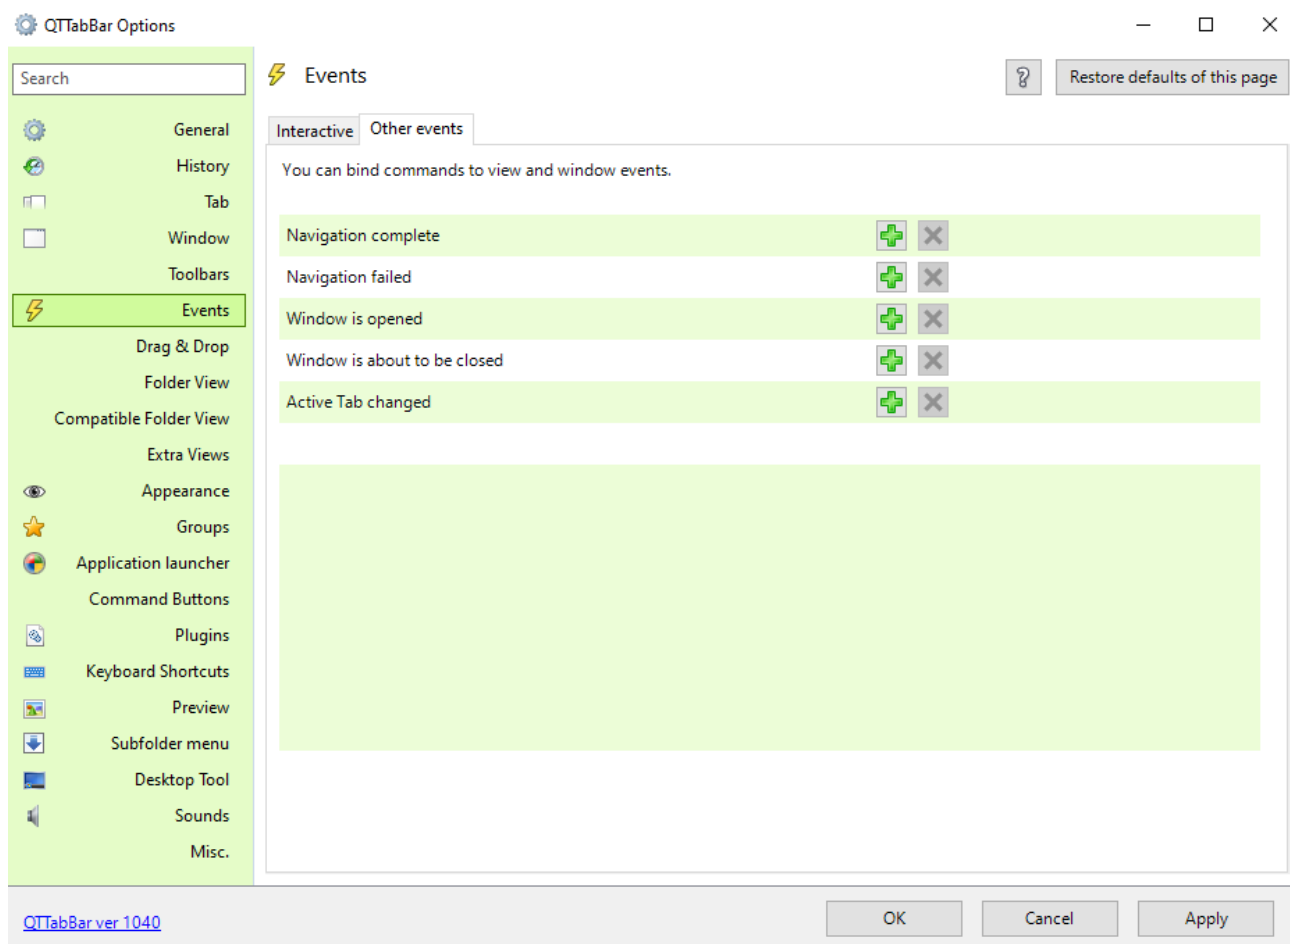 QTTabBar Options
Search
General
History
Tab
Window
Toolbars
Events
Drag & Drop
Folder View
Compatible Folder View
Extra Views
Appearance
Groups
Application launcher
Command Buttons
Plugins
Keyboard Shortcuts
Preview
Subfolder menu
Desktop Tool
Sounds
Misc.
Events
?
Restore defaults of this page
Interactive
Other events
You can bind commands to view and window events.
Navigation complete
Navigation failed
Window is opened
Window is about to be closed
Active Tab changed
QTTabBar ver 1040
OK
Cancel
Apply